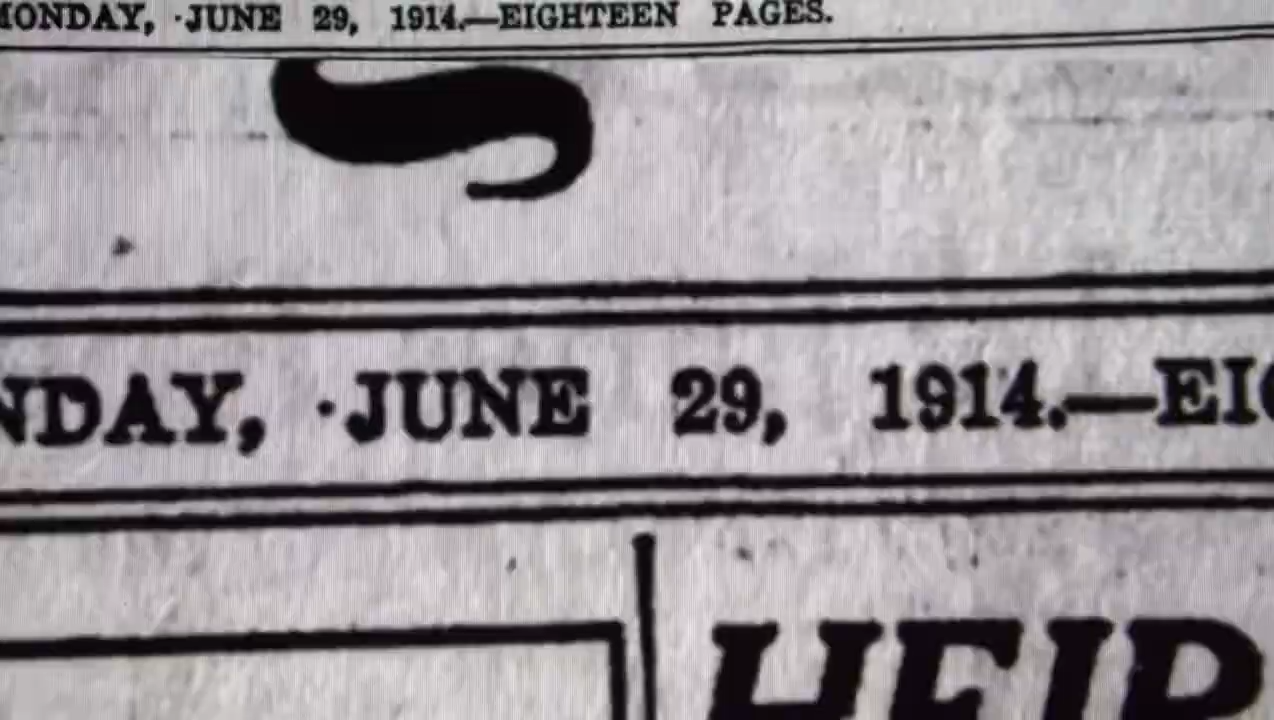 MONDAY, JUNE 29, 1914.—EIGHTEEN PAGES.
NDAY, JUNE 29, 1914.—EIG
HEIR